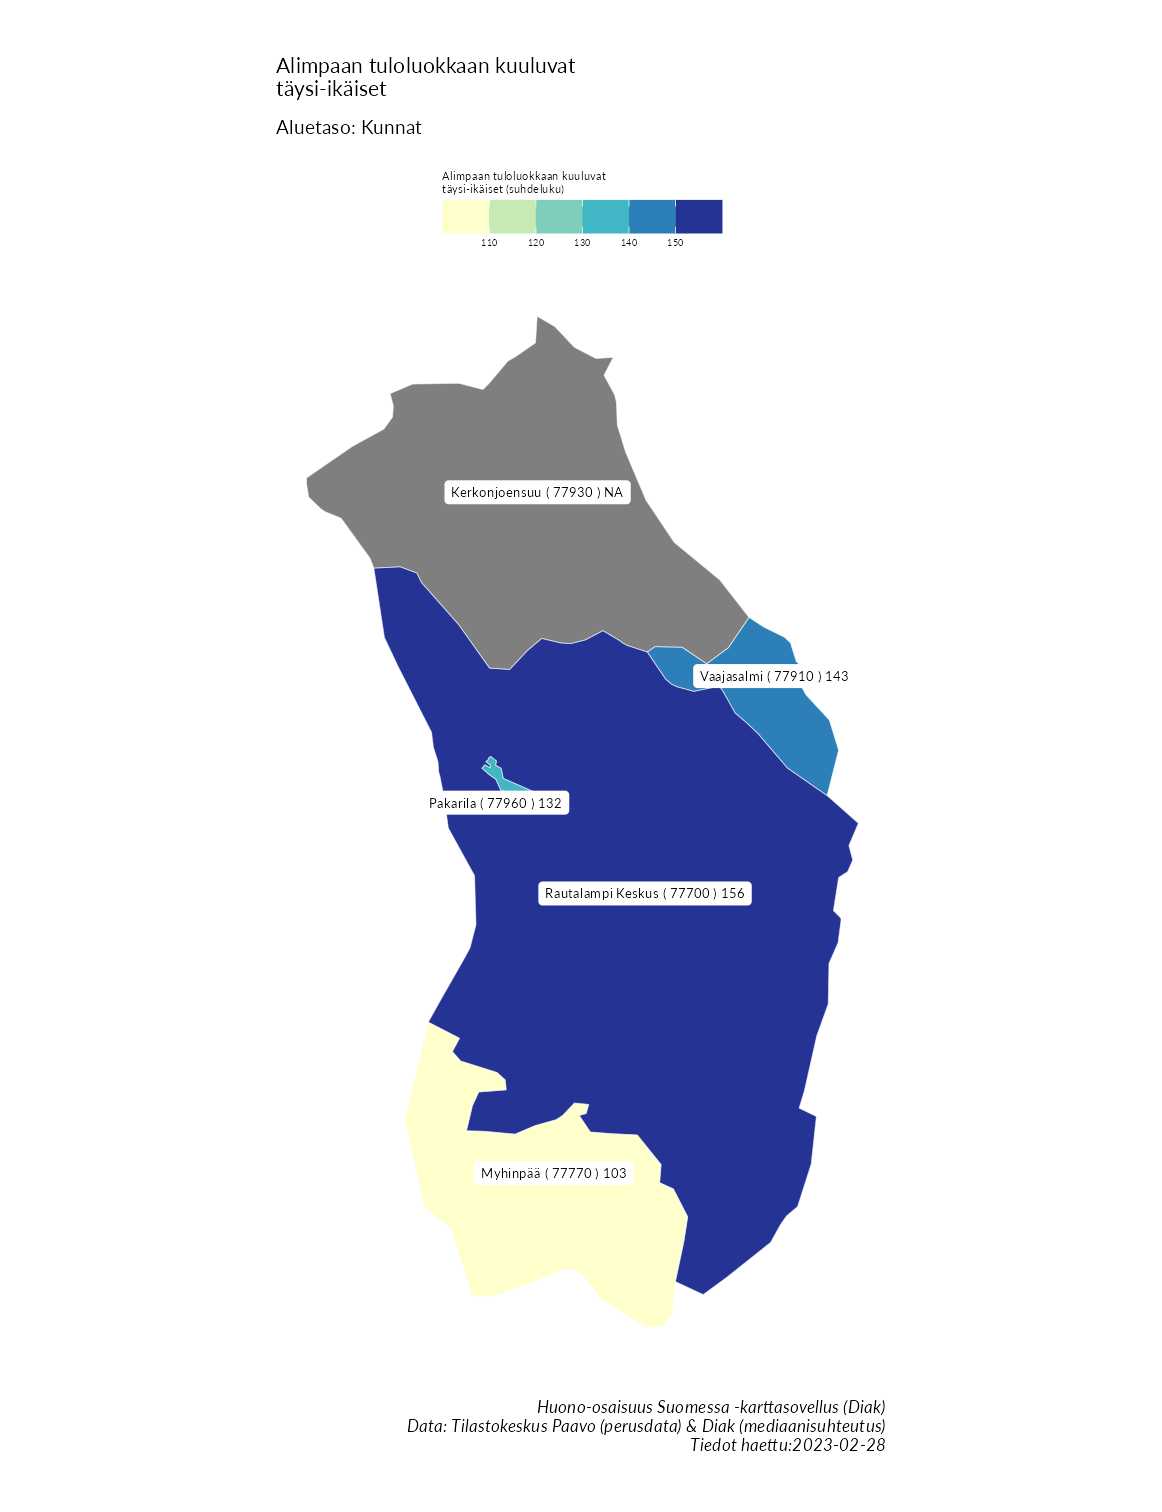 Alimpaan tuloluokkaan kuuluvat
täysi-ikäiset
Aluetaso: Kunnat
Alimpaan tuloluokkaan kuuluvat
täysi-ikäiset (suhdeluku)
110 120 130 140 150
Kerkonjoensuu ( 77930 ) NA
Vaajasalmi ( 77910 ) 143
Pakarila ( 77960 ) 132
Rautalampi Keskus ( 77700 ) 156
Myhinpää ( 77770 ) 103
Huono-osaisuus Suomessa -karttasovellus (Diak)
Data: Tilastokeskus Paavo (perusdata) & Diak (mediaanisuhteutus)
Tiedot haettu:2023-02-28